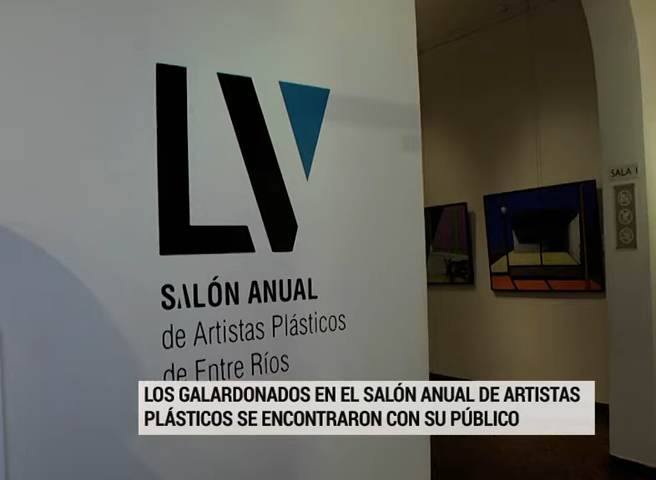 LV
SALÓN ANUAL
de Artistas Plásticos
de Entre Ríos
SALA I
LOS GALARDONADOS EN EL SALÓN ANUAL DE ARTISTAS
PLÁSTICOS SE ENCONTRARON CON SU PÚBLICO